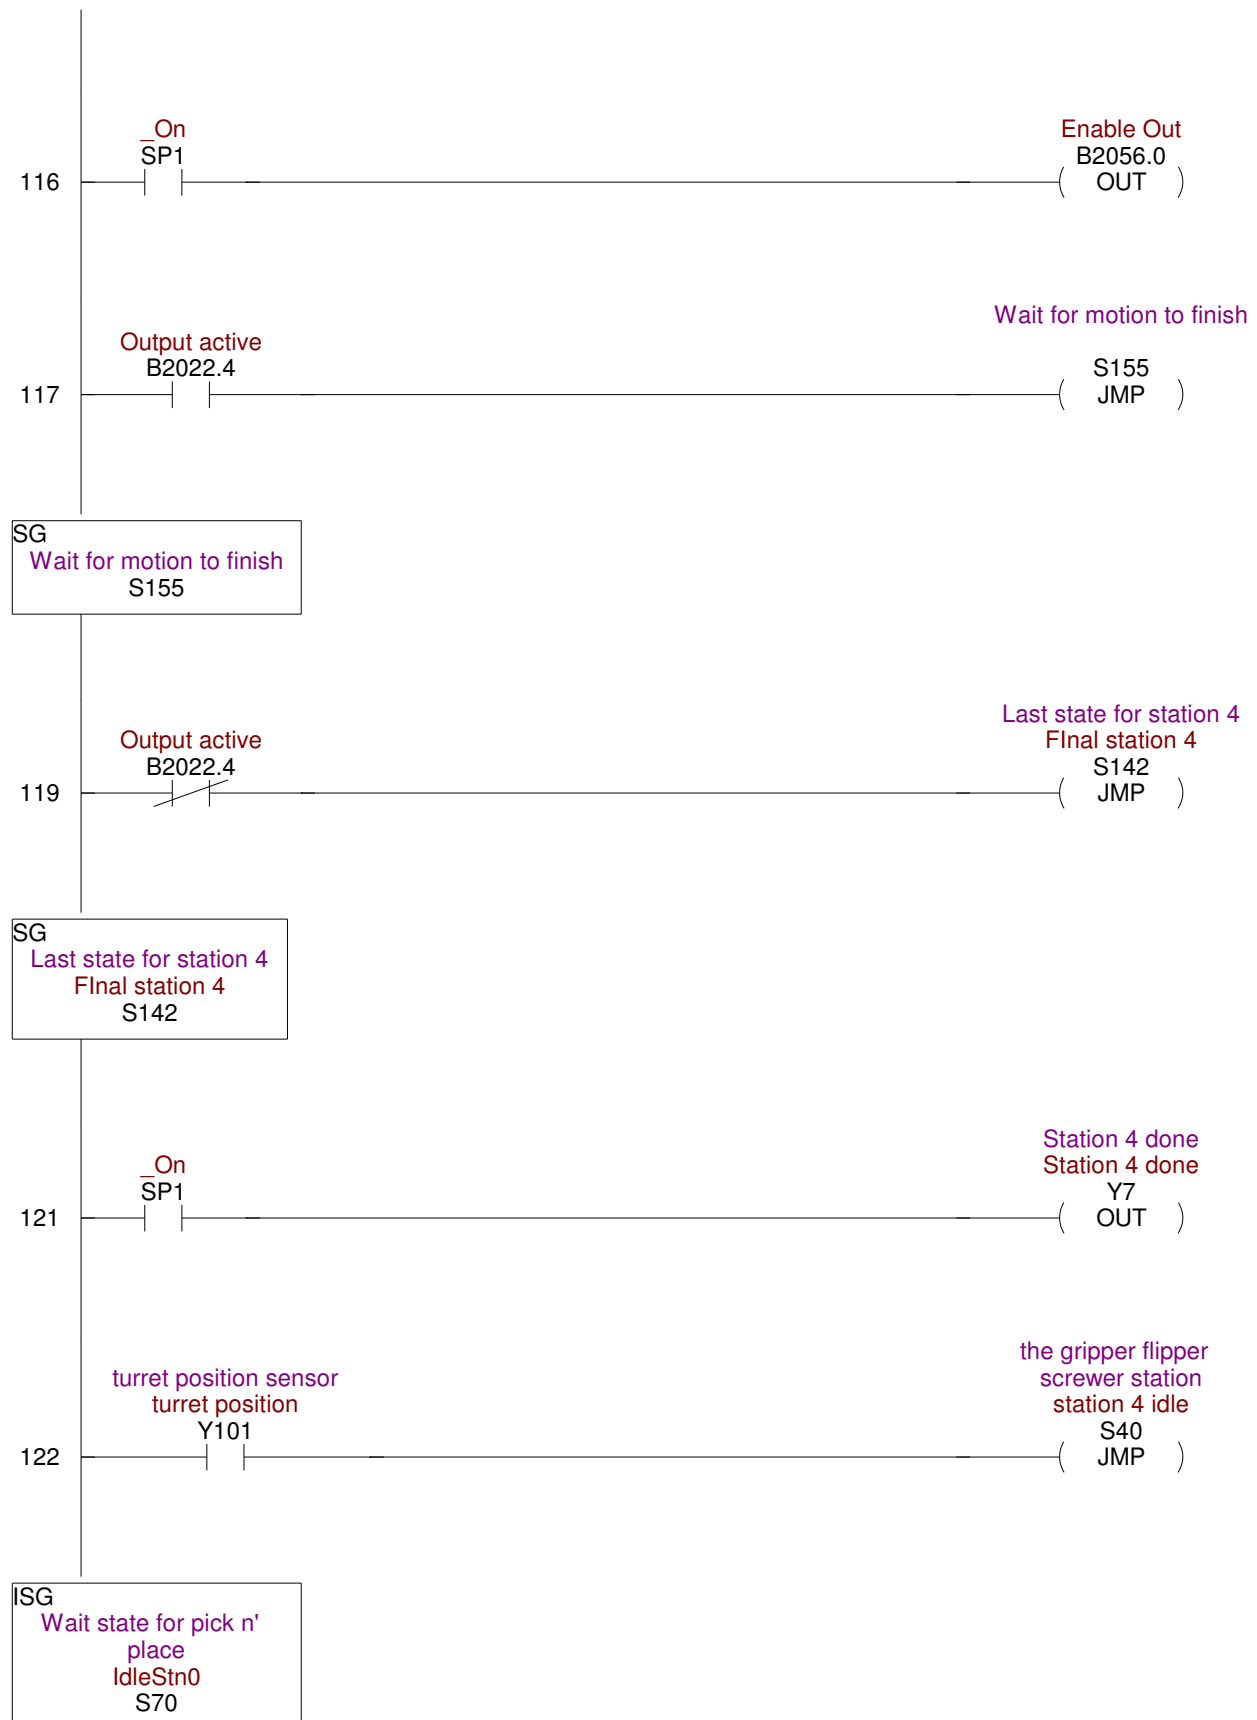 _On
SP1
Enable Out
B2056.0
116
OUT
Wait for motion to finish
Output active
B2022.4
S155
117
JMP
SG
Wait for motion to finish
S155
Last state for station 4
Output active
FInal station 4
B2022.4
S142
119
JMP
SG
Last state for station 4
FInal station 4
S142
Station 4 done
_On
Station 4 done
SP1
Y7
121
OUT
the gripper flipper
turret position sensor
screwer station
turret position
station 4 idle
Y101
S40
122
JMP
ISG
Wait state for pick n'
place
IdleStn0
S70